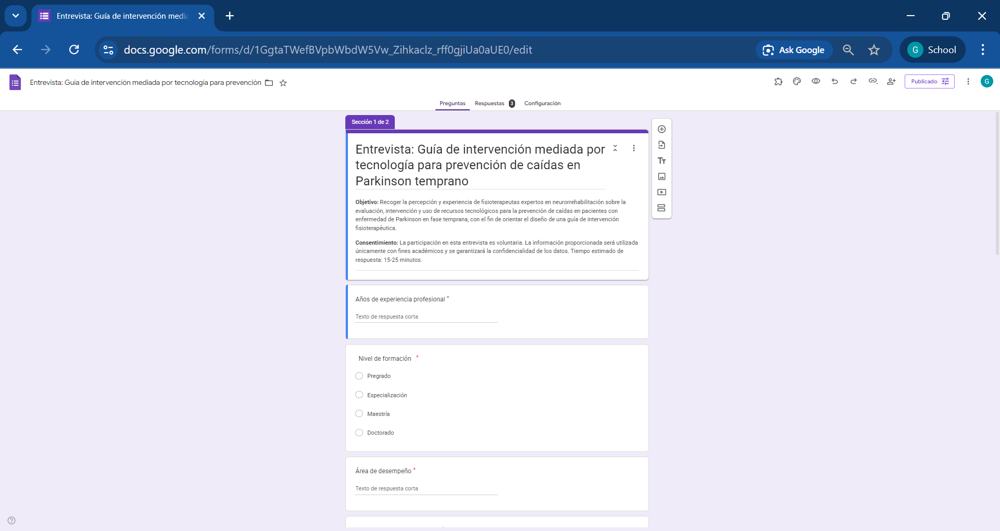 Entrevista: Guía de intervención media
docs.google.com/forms/d/1GgtaTWefBVpbWbdW5Vw_Zihkaclz_rff0gjiUa0aUE0/edit
Ask Google
G School
Entrevista: Guía de intervención mediada por tecnología para prevención
Publicado
G
Preguntas
Respuestas 3
Configuración
Sección 1 de 2
Entrevista: Guía de intervención mediada por
tecnología para prevención de caídas en
Parkinson temprano
Objetivo: Recoger la percepción y experiencia de fisioterapeutas expertos en neurorrehabilitación sobre la
evaluación, intervención y uso de recursos tecnológicos para la prevención de caídas en pacientes con
enfermedad de Parkinson en fase temprana, con el fin de orientar el diseño de una guía de intervención
fisioterapéutica.
Consentimiento: La participación en esta entrevista es voluntaria. La información proporcionada será utilizada
únicamente con fines académicos y se garantizará la confidencialidad de los datos. Tiempo estimado de
respuesta: 15-25 minutos.
Años de experiencia profesional *
Texto de respuesta corta
Nivel de formación *
Pregrado
Especialización
Maestría
Doctorado
Área de desempeño *
Texto de respuesta corta